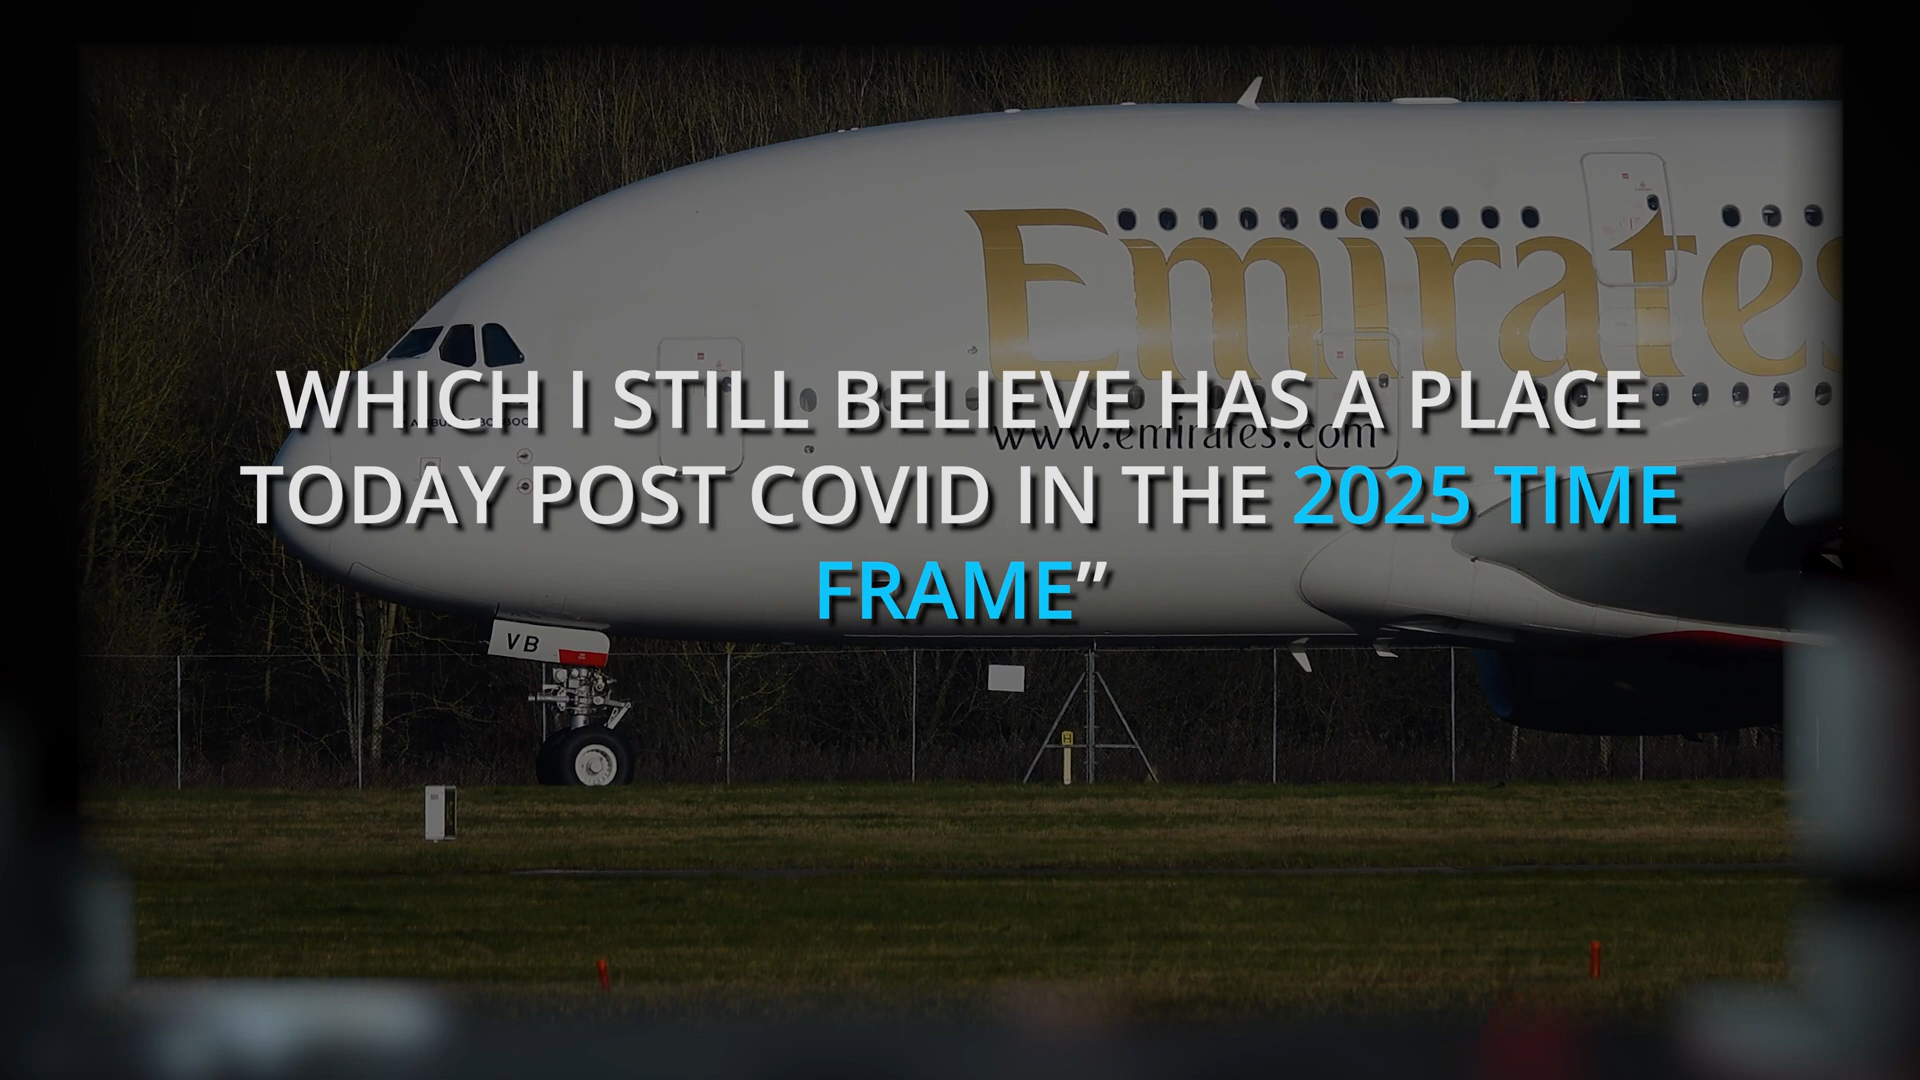 Emirates
WHICH I STILL BELIEVE HAS A PLACE
www.emirates.com
TODAY POST COVID IN THE 2025 TIME
FRAME”
VB